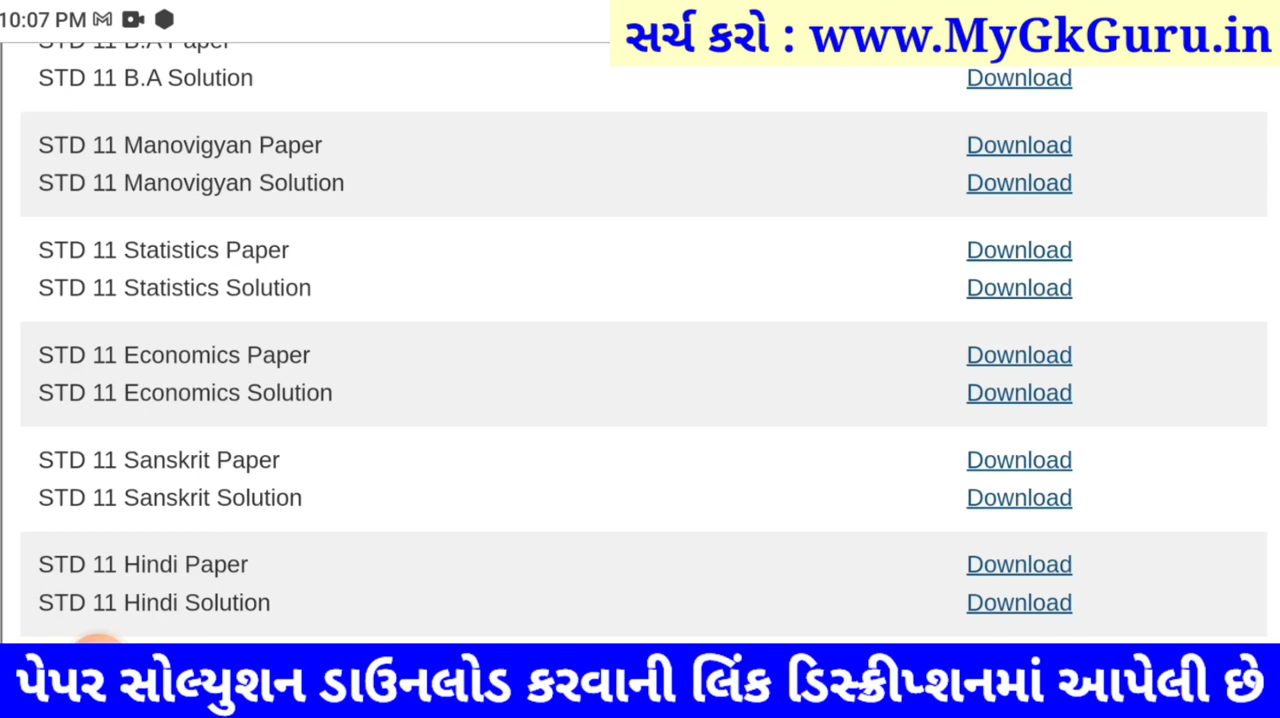 10:07 PM
સર્ચ કરો : www.MyGkGuru.in
STD 11 B.A Paper
STD 11 B.A Solution Download
STD 11 Manovigyan Paper Download
STD 11 Manovigyan Solution Download
STD 11 Statistics Paper Download
STD 11 Statistics Solution Download
STD 11 Economics Paper Download
STD 11 Economics Solution Download
STD 11 Sanskrit Paper Download
STD 11 Sanskrit Solution Download
STD 11 Hindi Paper Download
STD 11 Hindi Solution Download
પેપર સોલ્યુશન ડાઉનલોડ કરવાની લિંક ડિસ્ક્રીપ્શનમાં આપેલી છે